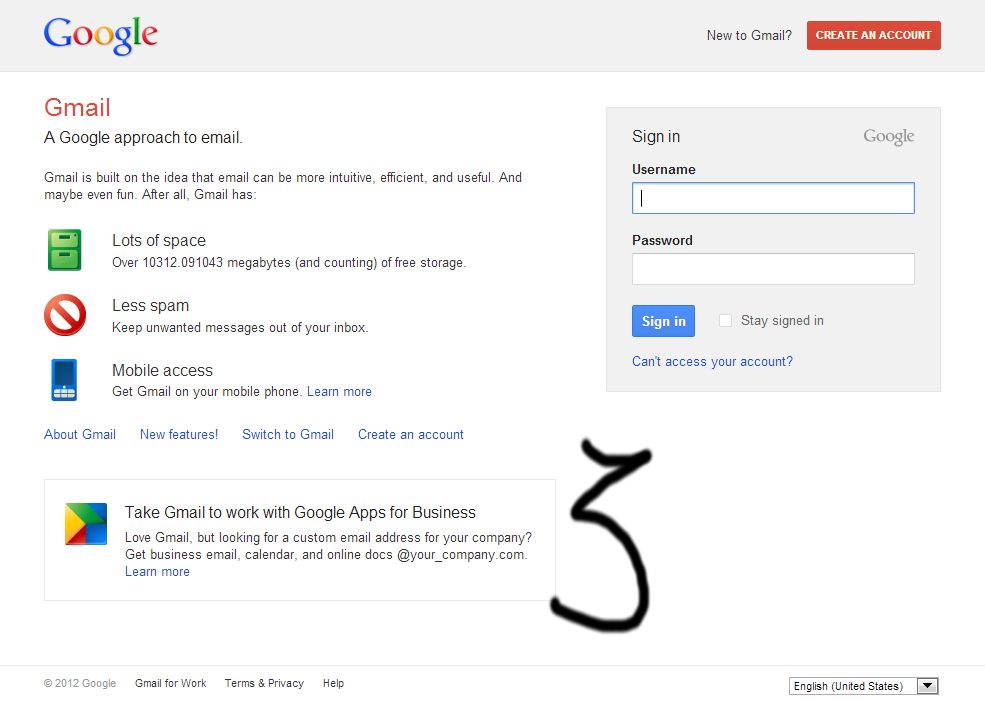 Google
New to Gmail? CREATE AN ACCOUNT
Gmail
A Google approach to email.
Gmail is built on the idea that email can be more intuitive, efficient, and useful. And
maybe even fun. After all, Gmail has:
Lots of space
Over 10312.091043 megabytes (and counting) of free storage.
Less spam
Keep unwanted messages out of your inbox.
Mobile access
Get Gmail on your mobile phone. Learn more
About Gmail New features! Switch to Gmail Create an account
Take Gmail to work with Google Apps for Business
Love Gmail, but looking for a custom email address for your company?
Get business email, calendar, and online docs @your_company.com.
Learn more
Sign in Google
Username
Password
Sign in Stay signed in
Can't access your account?
3
© 2012 Google Gmail for Work Terms & Privacy Help
English (United States)